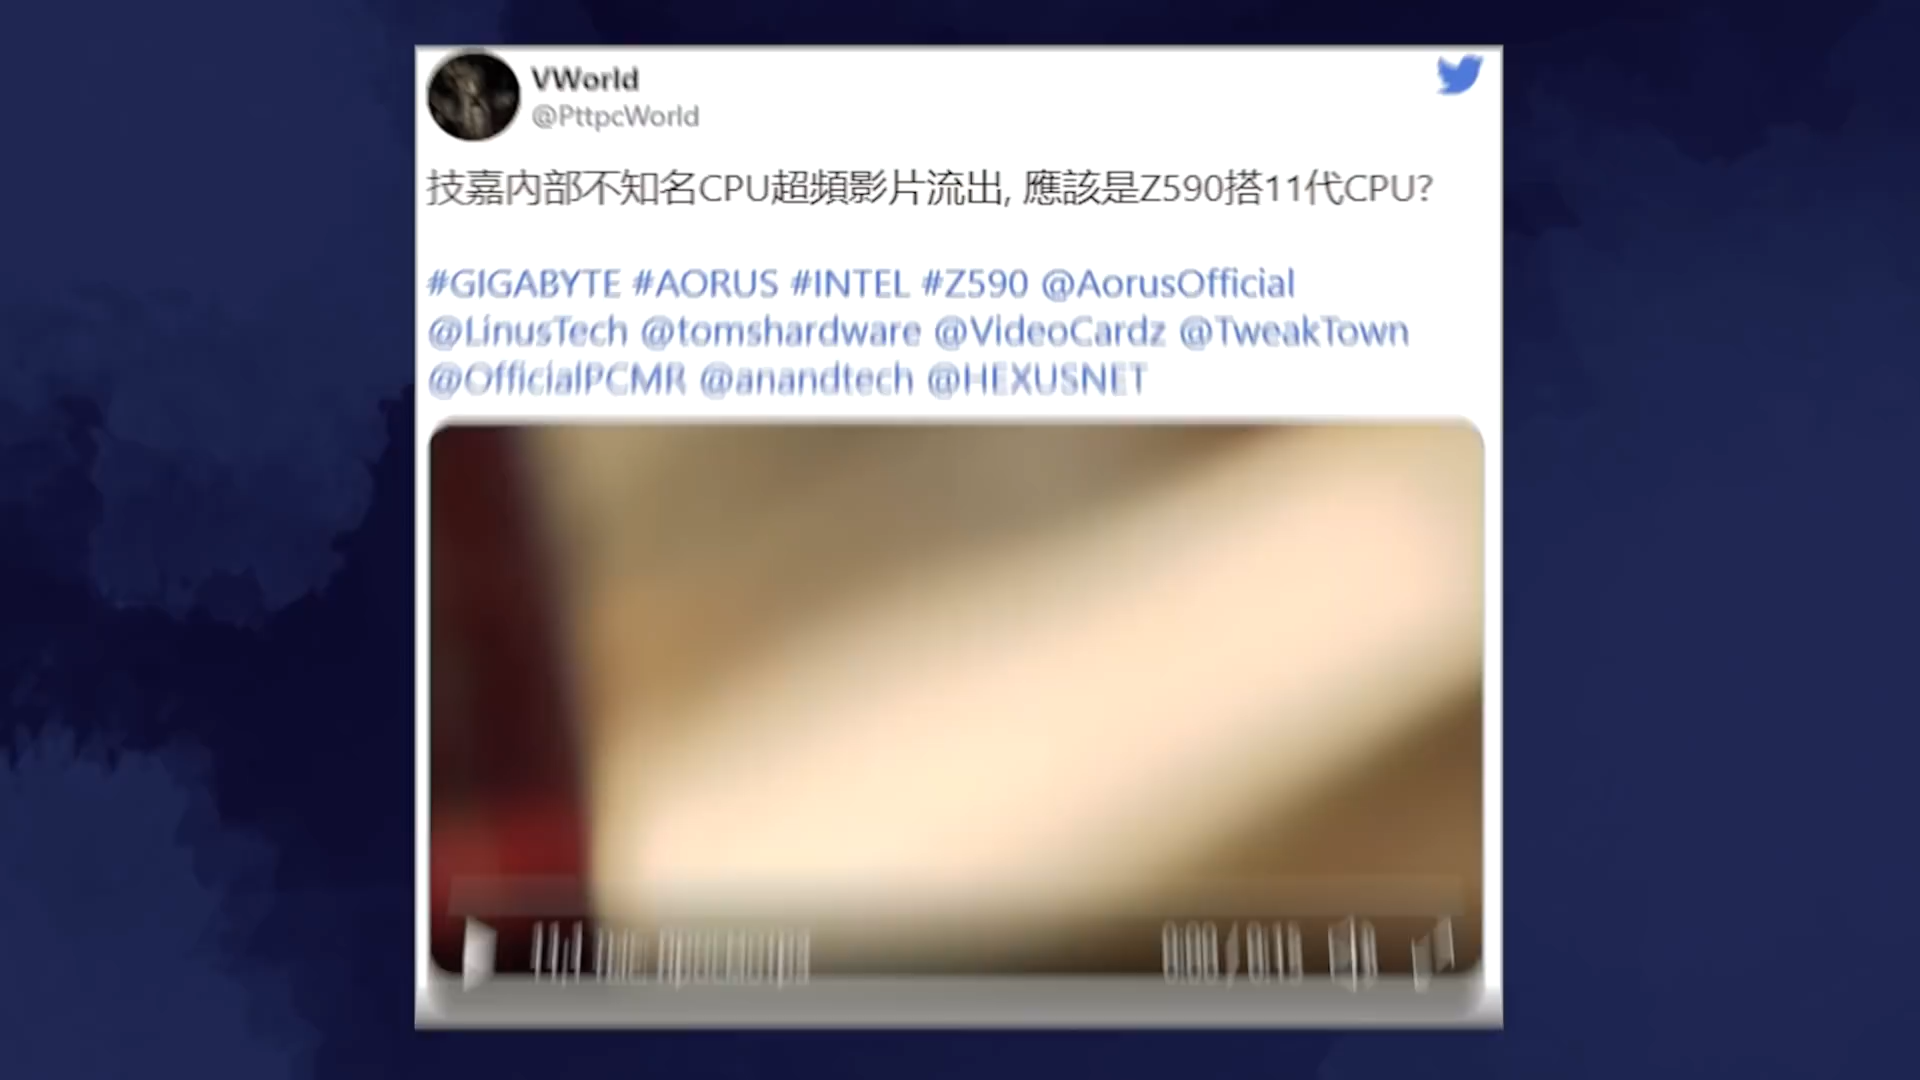 VWorld
@PttpcWorld
技嘉內部不知名CPU超頻影片流出, 應該是Z590搭11代CPU?
#GIGABYTE #AORUS #INTEL #Z590 @AorusOfficial
@LinusTech @tomshardware @VideoCardz @TweakTown
@OfficialPCMR @anandtech @HEXUSNET